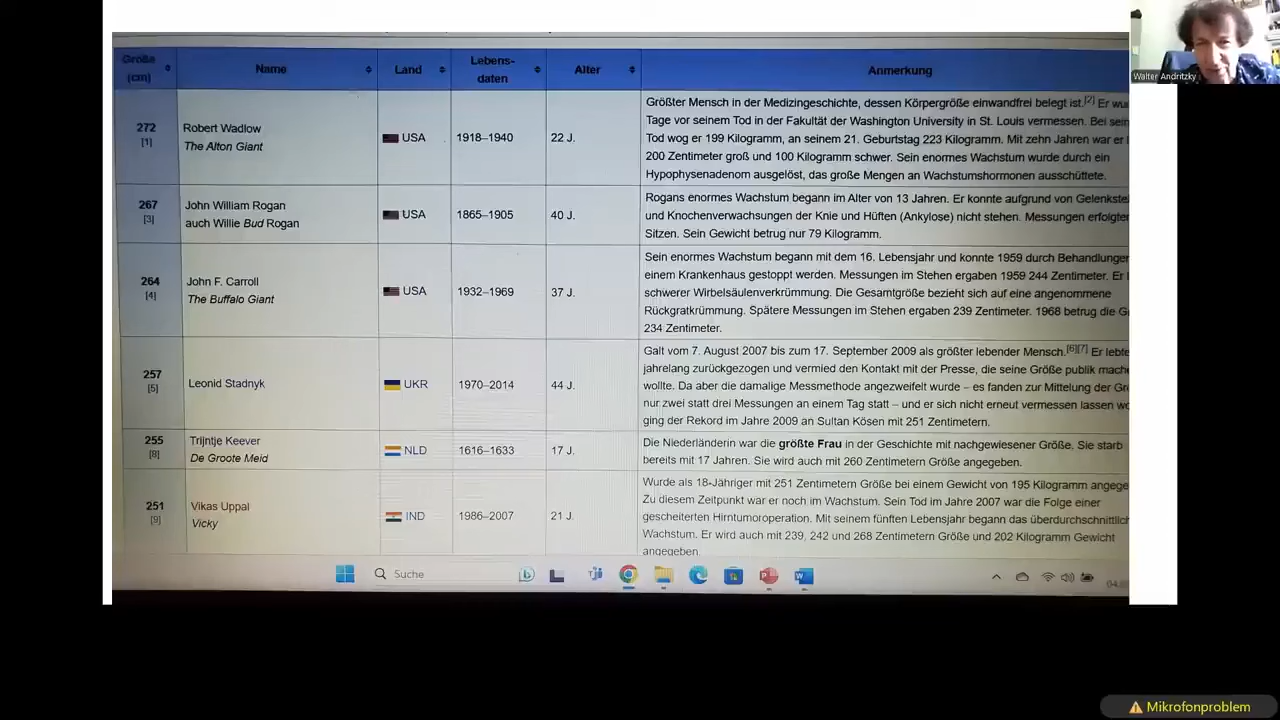 Größe
(cm)
Name
Land
Lebens-
daten
Alter
Anmerkung
272
[1]
Robert Wadlow
The Alton Giant
USA
1918–1940
22 J.
Größter Mensch in der Medizingeschichte, dessen Körpergröße einwandfrei belegt ist.[2] Er wu
Tage vor seinem Tod in der Fakultät der Washington University in St. Louis vermessen. Bei sein
Tod wog er 199 Kilogramm, an seinem 21. Geburtstag 223 Kilogramm. Mit zehn Jahren war er
200 Zentimeter groß und 100 Kilogramm schwer. Sein enormes Wachstum wurde durch ein
Hypophysenadenom ausgelöst, das große Mengen an Wachstumshormonen ausschüttete.
267
[3]
John William Rogan
auch Willie Bud Rogan
USA
1865–1905
40 J.
Rogans enormes Wachstum begann im Alter von 13 Jahren. Er konnte aufgrund von Gelenkste
und Knochenverwachsungen der Knie und Hüften (Ankylose) nicht stehen. Messungen erfolgten
Sitzen. Sein Gewicht betrug nur 79 Kilogramm.
264
[4]
John F. Carroll
The Buffalo Giant
USA
1932–1969
37 J.
Sein enormes Wachstum begann mit dem 16. Lebensjahr und konnte 1959 durch Behandlungen
einem Krankenhaus gestoppt werden. Messungen im Stehen ergaben 1959 244 Zentimeter. Er
schwerer Wirbelsäulenverkrümmung. Die Gesamtgröße bezieht sich auf eine angenommene
Rückgratkrümmung. Spätere Messungen im Stehen ergaben 239 Zentimeter. 1968 betrug die G
234 Zentimeter.
257
[5]
Leonid Stadnyk
UKR
1970–2014
44 J.
Galt vom 7. August 2007 bis zum 17. September 2009 als größter lebender Mensch.[6][7] Er lebte
jahrelang zurückgezogen und vermied den Kontakt mit der Presse, die seine Größe publik mache
wollte. Da aber die damalige Messmethode angezweifelt wurde – es fanden zur Mittelung der Gr
nur zwei statt drei Messungen an einem Tag statt – und er sich nicht erneut vermessen lassen wo
ging der Rekord im Jahre 2009 an Sultan Kösen mit 251 Zentimetern.
255
[8]
Trijntje Keever
De Groote Meid
NLD
1616–1633
17 J.
Die Niederländerin war die größte Frau in der Geschichte mit nachgewiesener Größe. Sie starb
bereits mit 17 Jahren. Sie wird auch mit 260 Zentimetern Größe angegeben.
251
[9]
Vikas Uppal
Vicky
IND
1986–2007
21 J.
Wurde als 18-Jähriger mit 251 Zentimetern Größe bei einem Gewicht von 195 Kilogramm angege
Zu diesem Zeitpunkt war er noch im Wachstum. Sein Tod im Jahre 2007 war die Folge einer
gescheiterten Hirntumoroperation. Mit seinem fünften Lebensjahr begann das überdurchschnittlich
Wachstum. Er wird auch mit 239, 242 und 268 Zentimetern Größe und 202 Kilogramm Gewicht
angegeben.
Suche
Walter Andritzky
Mikrofonproblem